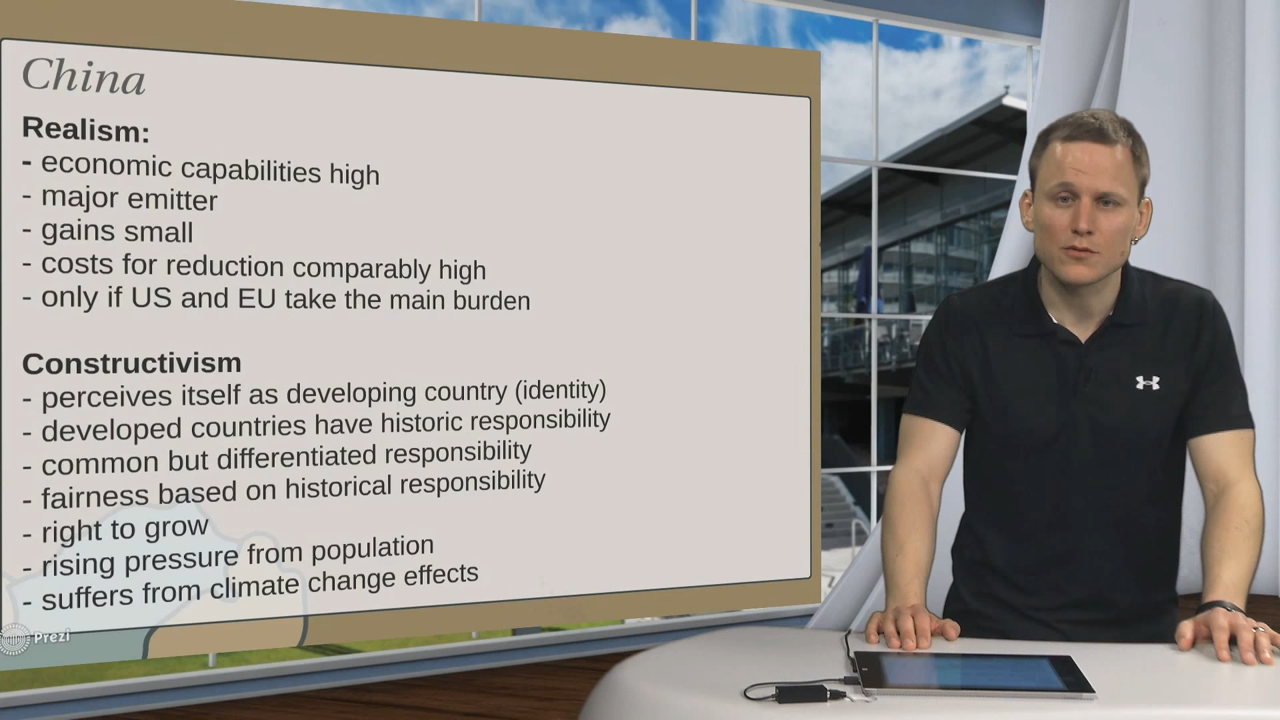 China
Realism:
- economic capabilities high
- major emitter
- gains small
- costs for reduction comparably high
- only if US and EU take the main burden
Constructivism
- perceives itself as developing country (identity)
- developed countries have historic responsibility
- common but differentiated responsibility
- fairness based on historical responsibility
- right to grow
- rising pressure from population
- suffers from climate change effects
Prezi